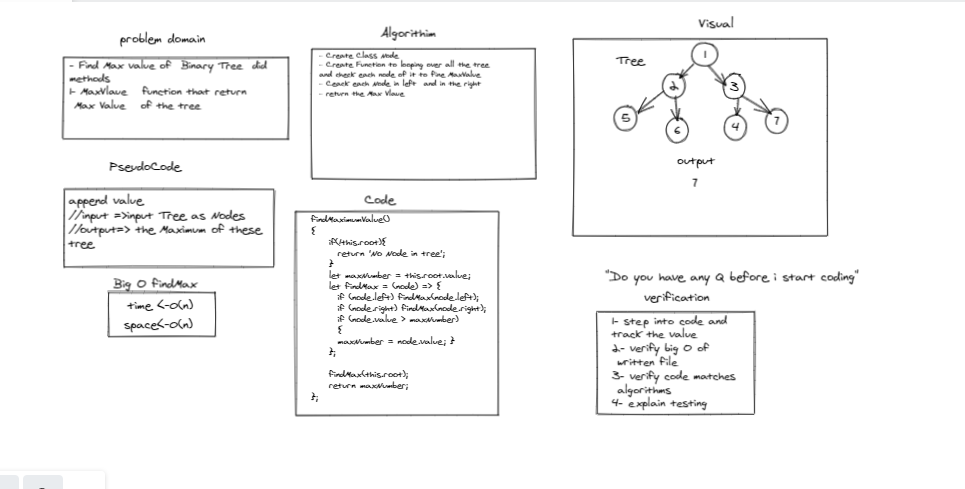 problem domain
- Find Max value of Binary Tree did
methods
1- MaxVlaue function that return
Max Value of the tree
Algorithim
- Create Class Node
- Create Function to looping over all the tree
and check each node of it to fine MaxValue
- Ceack each Node in left and in the right
- return the Max Vlaue
Visual
Tree
1
2
3
5
6
4
7
output
7
PseudoCode
append value
//input =>input Tree as Nodes
//output=> the Maximum of these
tree
Big O findMax
time <-O(n)
space<-O(n)
Code
findMaximumValue()
{
if(!this.root){
return 'No Node in tree';
}
let maxNumber = this.root.value;
let findMax = (node) => {
if (node.left) findMax(node.left);
if (node.right) findMax(node.right);
if (node.value > maxNumber)
{
maxNumber = node.value; }
};
findMax(this.root);
return maxNumber;
};
"Do you have any Q before i start coding"
verification
1- step into code and
track the value
2- verify big O of
written file
3- verify code matches
algorithms
4- explain testing